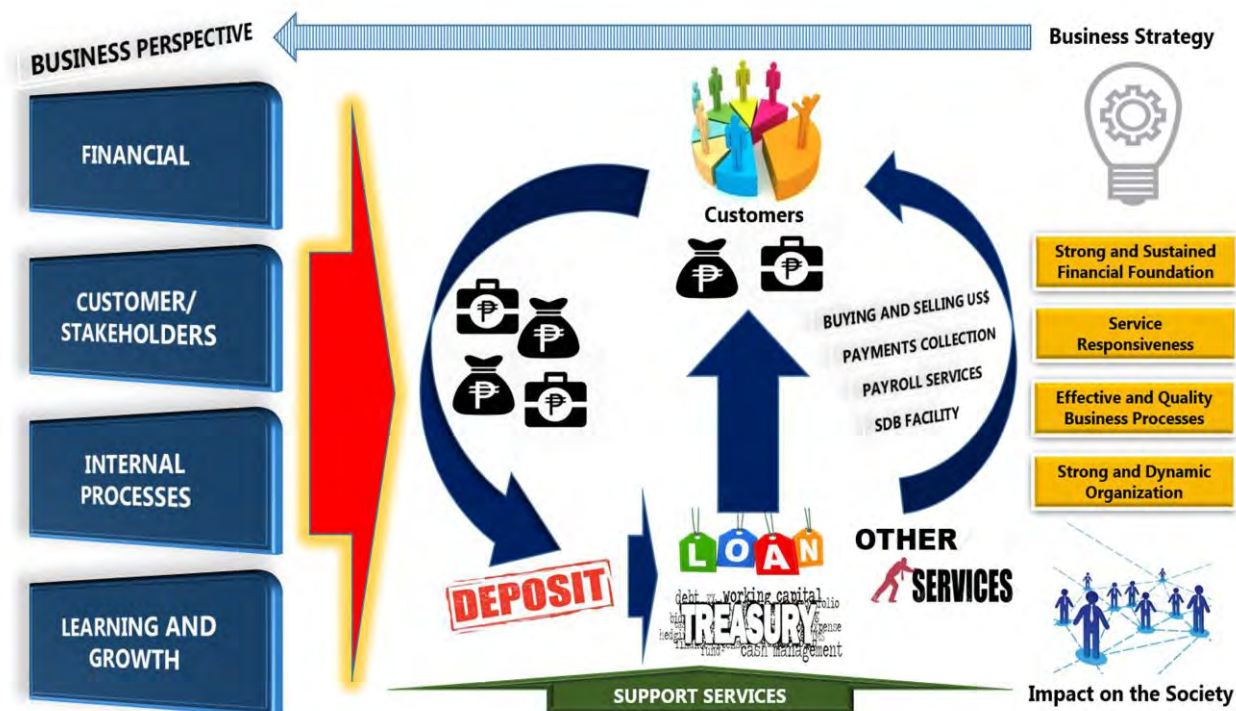 BUSINESS PERSPECTIVE
Business Strategy
FINANCIAL
CUSTOMER/
STAKEHOLDERS
INTERNAL
PROCESSES
LEARNING AND
GROWTH
Customers
₱
₱
₱
₱
₱
₱
BUYING AND SELLING US$
PAYMENTS COLLECTION
PAYROLL SERVICES
SDB FACILITY
DEPOSIT
LOAN
debt
working capital
TREASURY
cash management
OTHER
SERVICES
SUPPORT SERVICES
Strong and Sustained
Financial Foundation
Service
Responsiveness
Effective and Quality
Business Processes
Strong and Dynamic
Organization
Impact on the Society